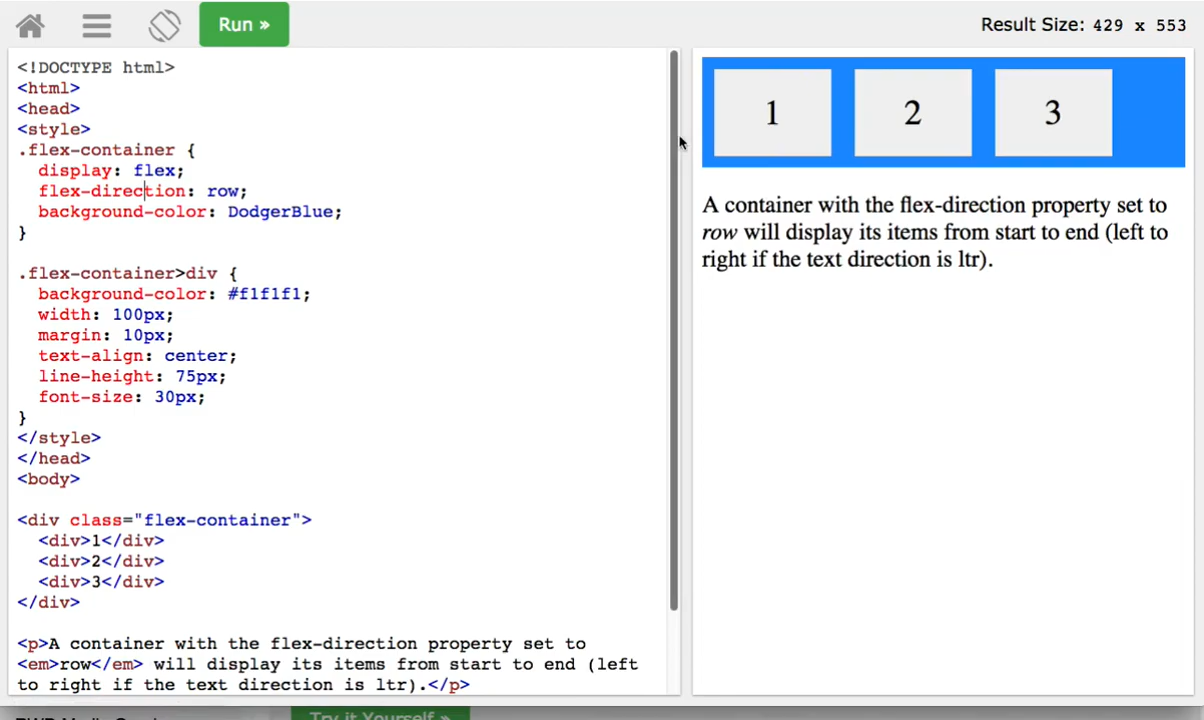 Run »
Result Size: 429 x 553
<!DOCTYPE html>
<html>
<head>
<style>
.flex-container {
  display: flex;
  flex-direction: row;
  background-color: DodgerBlue;
}
.flex-container>div {
  background-color: #f1f1f1;
  width: 100px;
  margin: 10px;
  text-align: center;
  line-height: 75px;
  font-size: 30px;
}
</style>
</head>
<body>
<div class="flex-container">
  <div>1</div>
  <div>2</div>
  <div>3</div>
</div>
<p>A container with the flex-direction property set to
<em>row</em> will display its items from start to end (left
to right if the text direction is ltr).</p>
1 2 3
A container with the flex-direction property set to
row will display its items from start to end (left to
right if the text direction is ltr).
Try it Yourself »